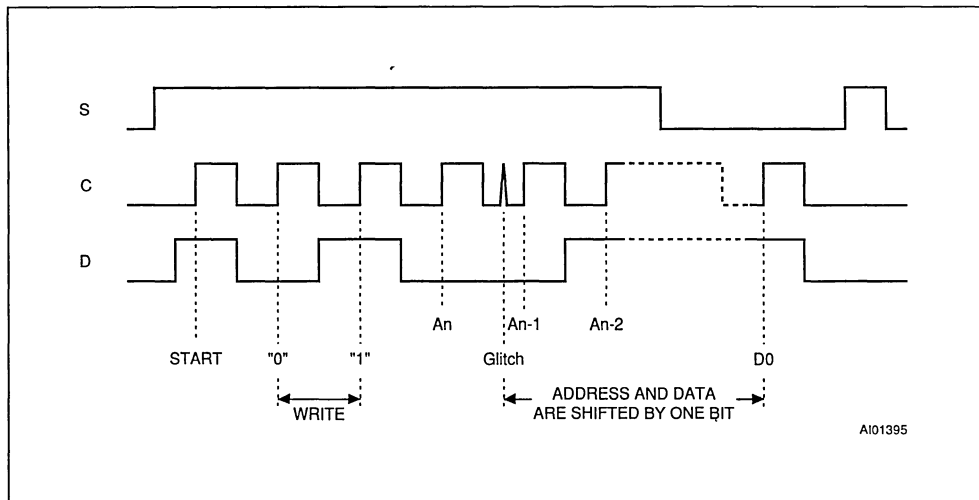 S
C
D
An An-1 An-2
START "0" "1" Glitch D0
WRITE
ADDRESS AND DATA
ARE SHIFTED BY ONE BIT
AI01395